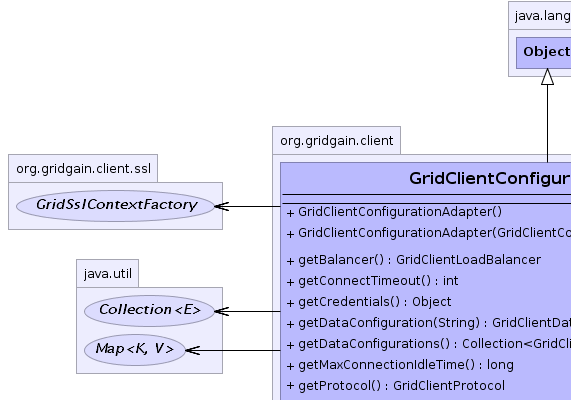 java.lang
Object
org.gridgain.client
org.gridgain.client.ssl
GridClientConfigur
GridSslContextFactory
+ GridClientConfigurationAdapter()
+ GridClientConfigurationAdapter(GridClientCo
+ getBalancer() : GridClientLoadBalancer
java.util
+ getConnectTimeout() : int
Collection<E>
+ getCredentials() : Object
+ getDataConfiguration(String) : GridClientDat
Map<K, V>
+ getDataConfigurations() : Collection<GridCli
+ getMaxConnectionIdleTime() : long
+ getProtocol() : GridClientProtocol